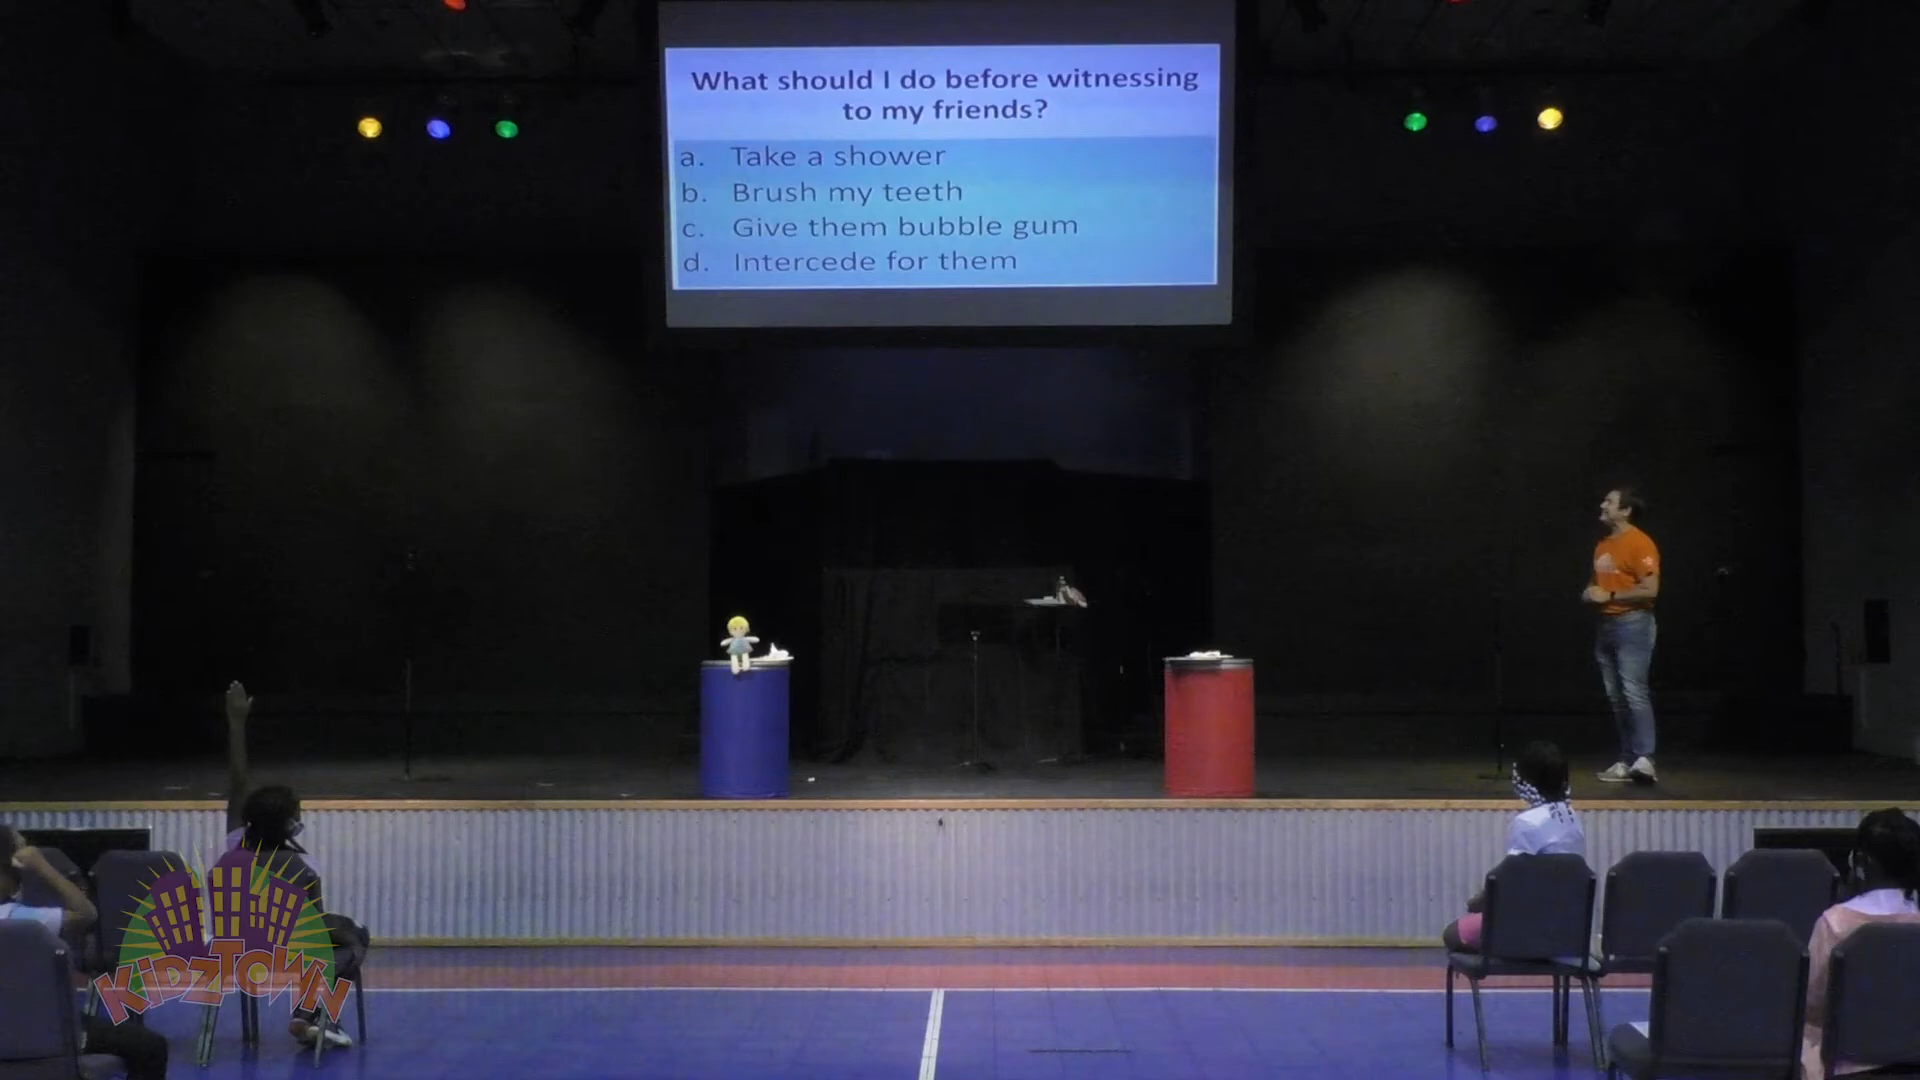 What should I do before witnessing
to my friends?
a. Take a shower
b. Brush my teeth
c. Give them bubble gum
d. Intercede for them
KIDZTOWN